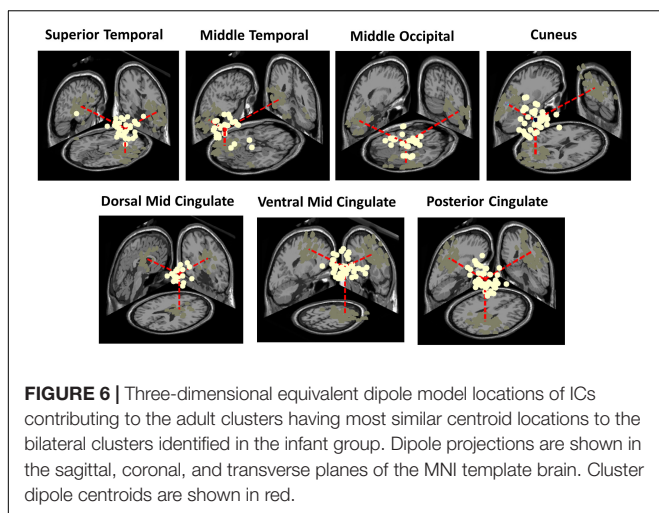 Superior Temporal
Middle Temporal
Middle Occipital
Cuneus
Dorsal Mid Cingulate
Ventral Mid Cingulate
Posterior Cingulate
FIGURE 6 | Three-dimensional equivalent dipole model locations of ICs
contributing to the adult clusters having most similar centroid locations to the
bilateral clusters identified in the infant group. Dipole projections are shown in
the sagittal, coronal, and transverse planes of the MNI template brain. Cluster
dipole centroids are shown in red.